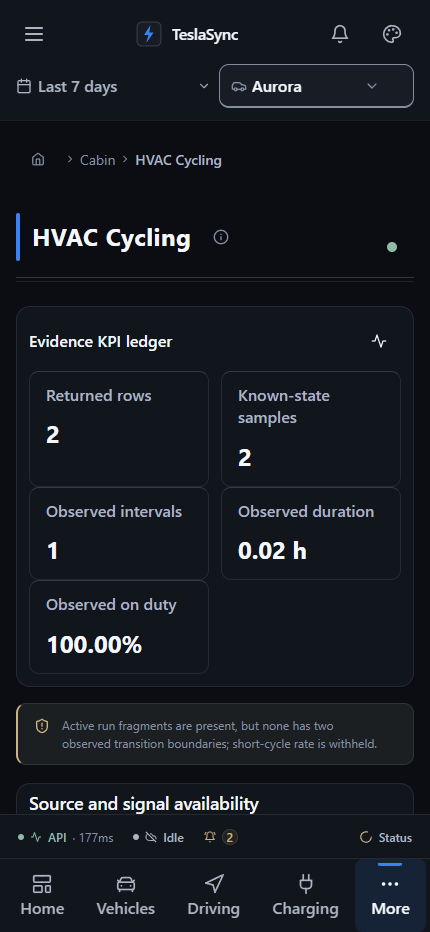 TeslaSync
Last 7 days
Aurora
Cabin
HVAC Cycling
HVAC Cycling
Evidence KPI ledger
Returned rows
2
Known-state
samples
2
Observed intervals
1
Observed duration
0.02 h
Observed on duty
100.00%
Active run fragments are present, but none has two
observed transition boundaries; short-cycle rate is withheld.
Source and signal availability
API · 177ms
Idle
2
Status
Home
Vehicles
Driving
Charging
More